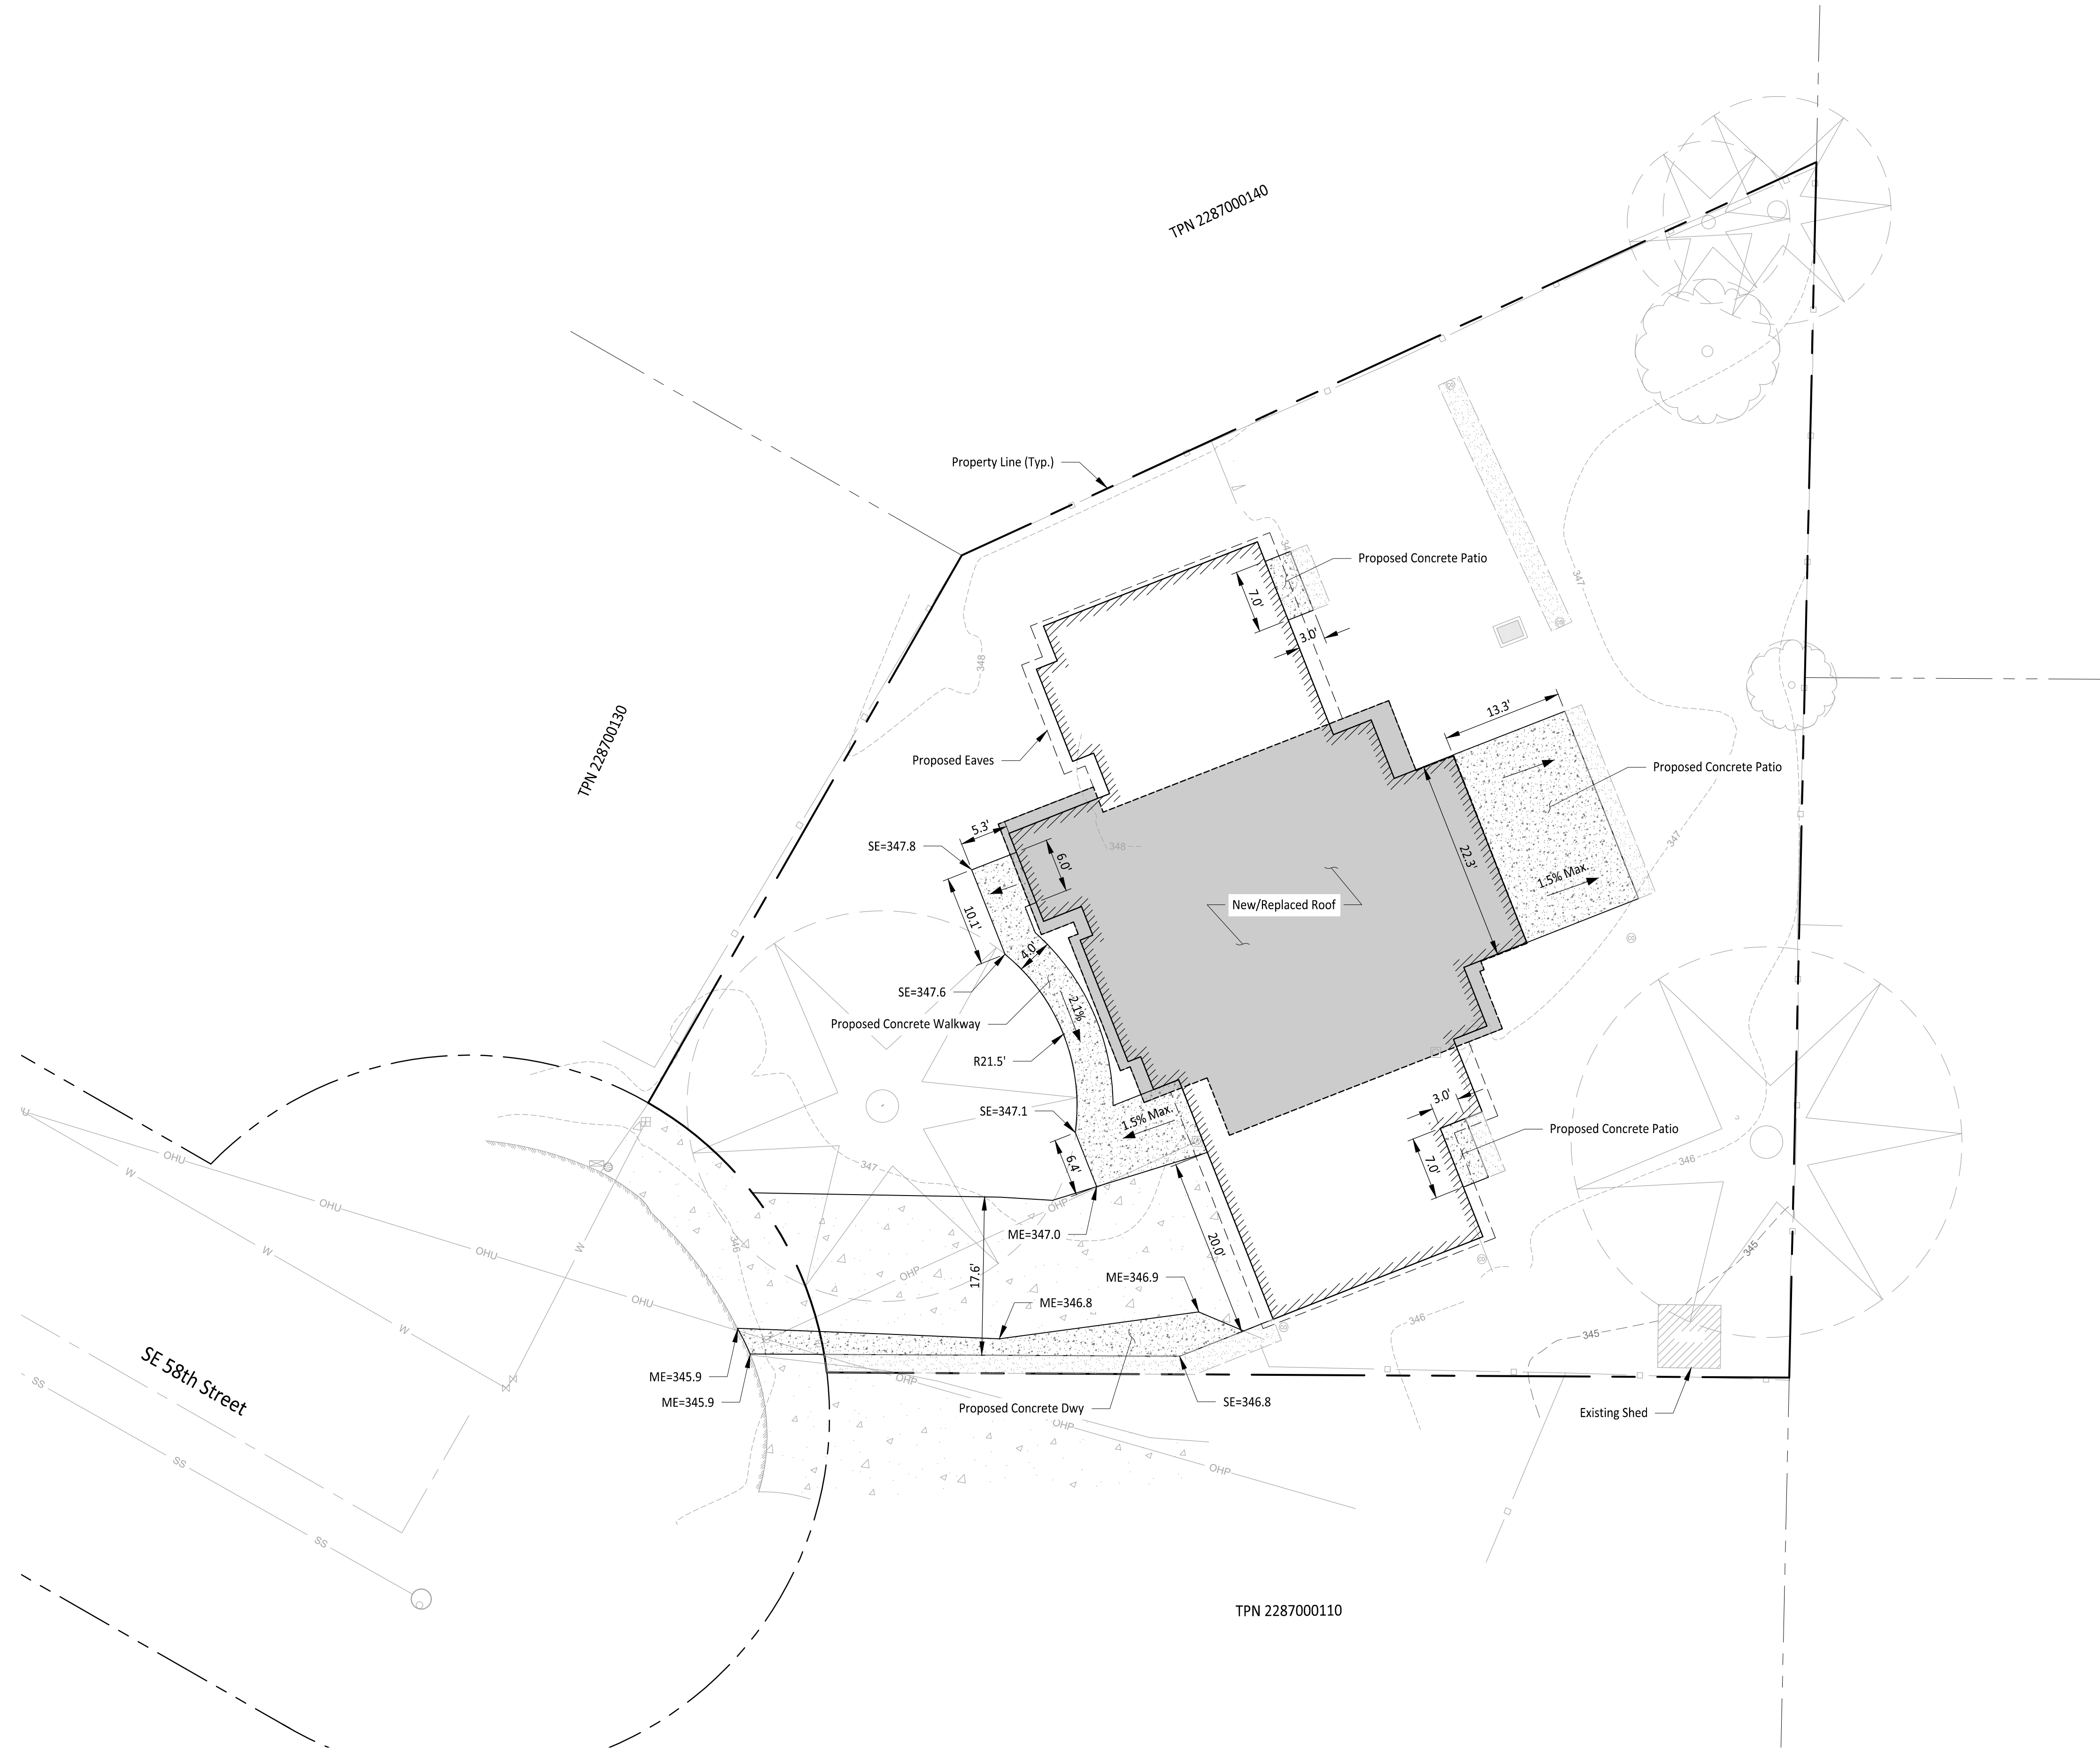 TPN 2287000140
Property Line (Typ.)
Proposed Concrete Patio
7.0'
3.0'
347
348
13.3'
TPN 2287000130
Proposed Eaves
Proposed Concrete Patio
5.3'
SE=347.8
348
6.0'
22.3'
347
1.5% Max.
10.1'
New/Replaced Roof
4.0'
SE=347.6
2.1%
Proposed Concrete Walkway
R21.5'
3.0'
SE=347.1
1.5% Max.
Proposed Concrete Patio
OHU
W
347
6.4'
7.0'
346
OHU
OHP
ME=347.0
20.0'
346
W
OHU
W
17.6'
OHP
ME=346.9
345
OHU
ME=346.8
346
345
W
SE 58th Street
ME=345.9
SS
OHP
ME=345.9
Proposed Concrete Dwy
SE=346.8
Existing Shed
OHP
SS
OHP
SS
TPN 2287000110